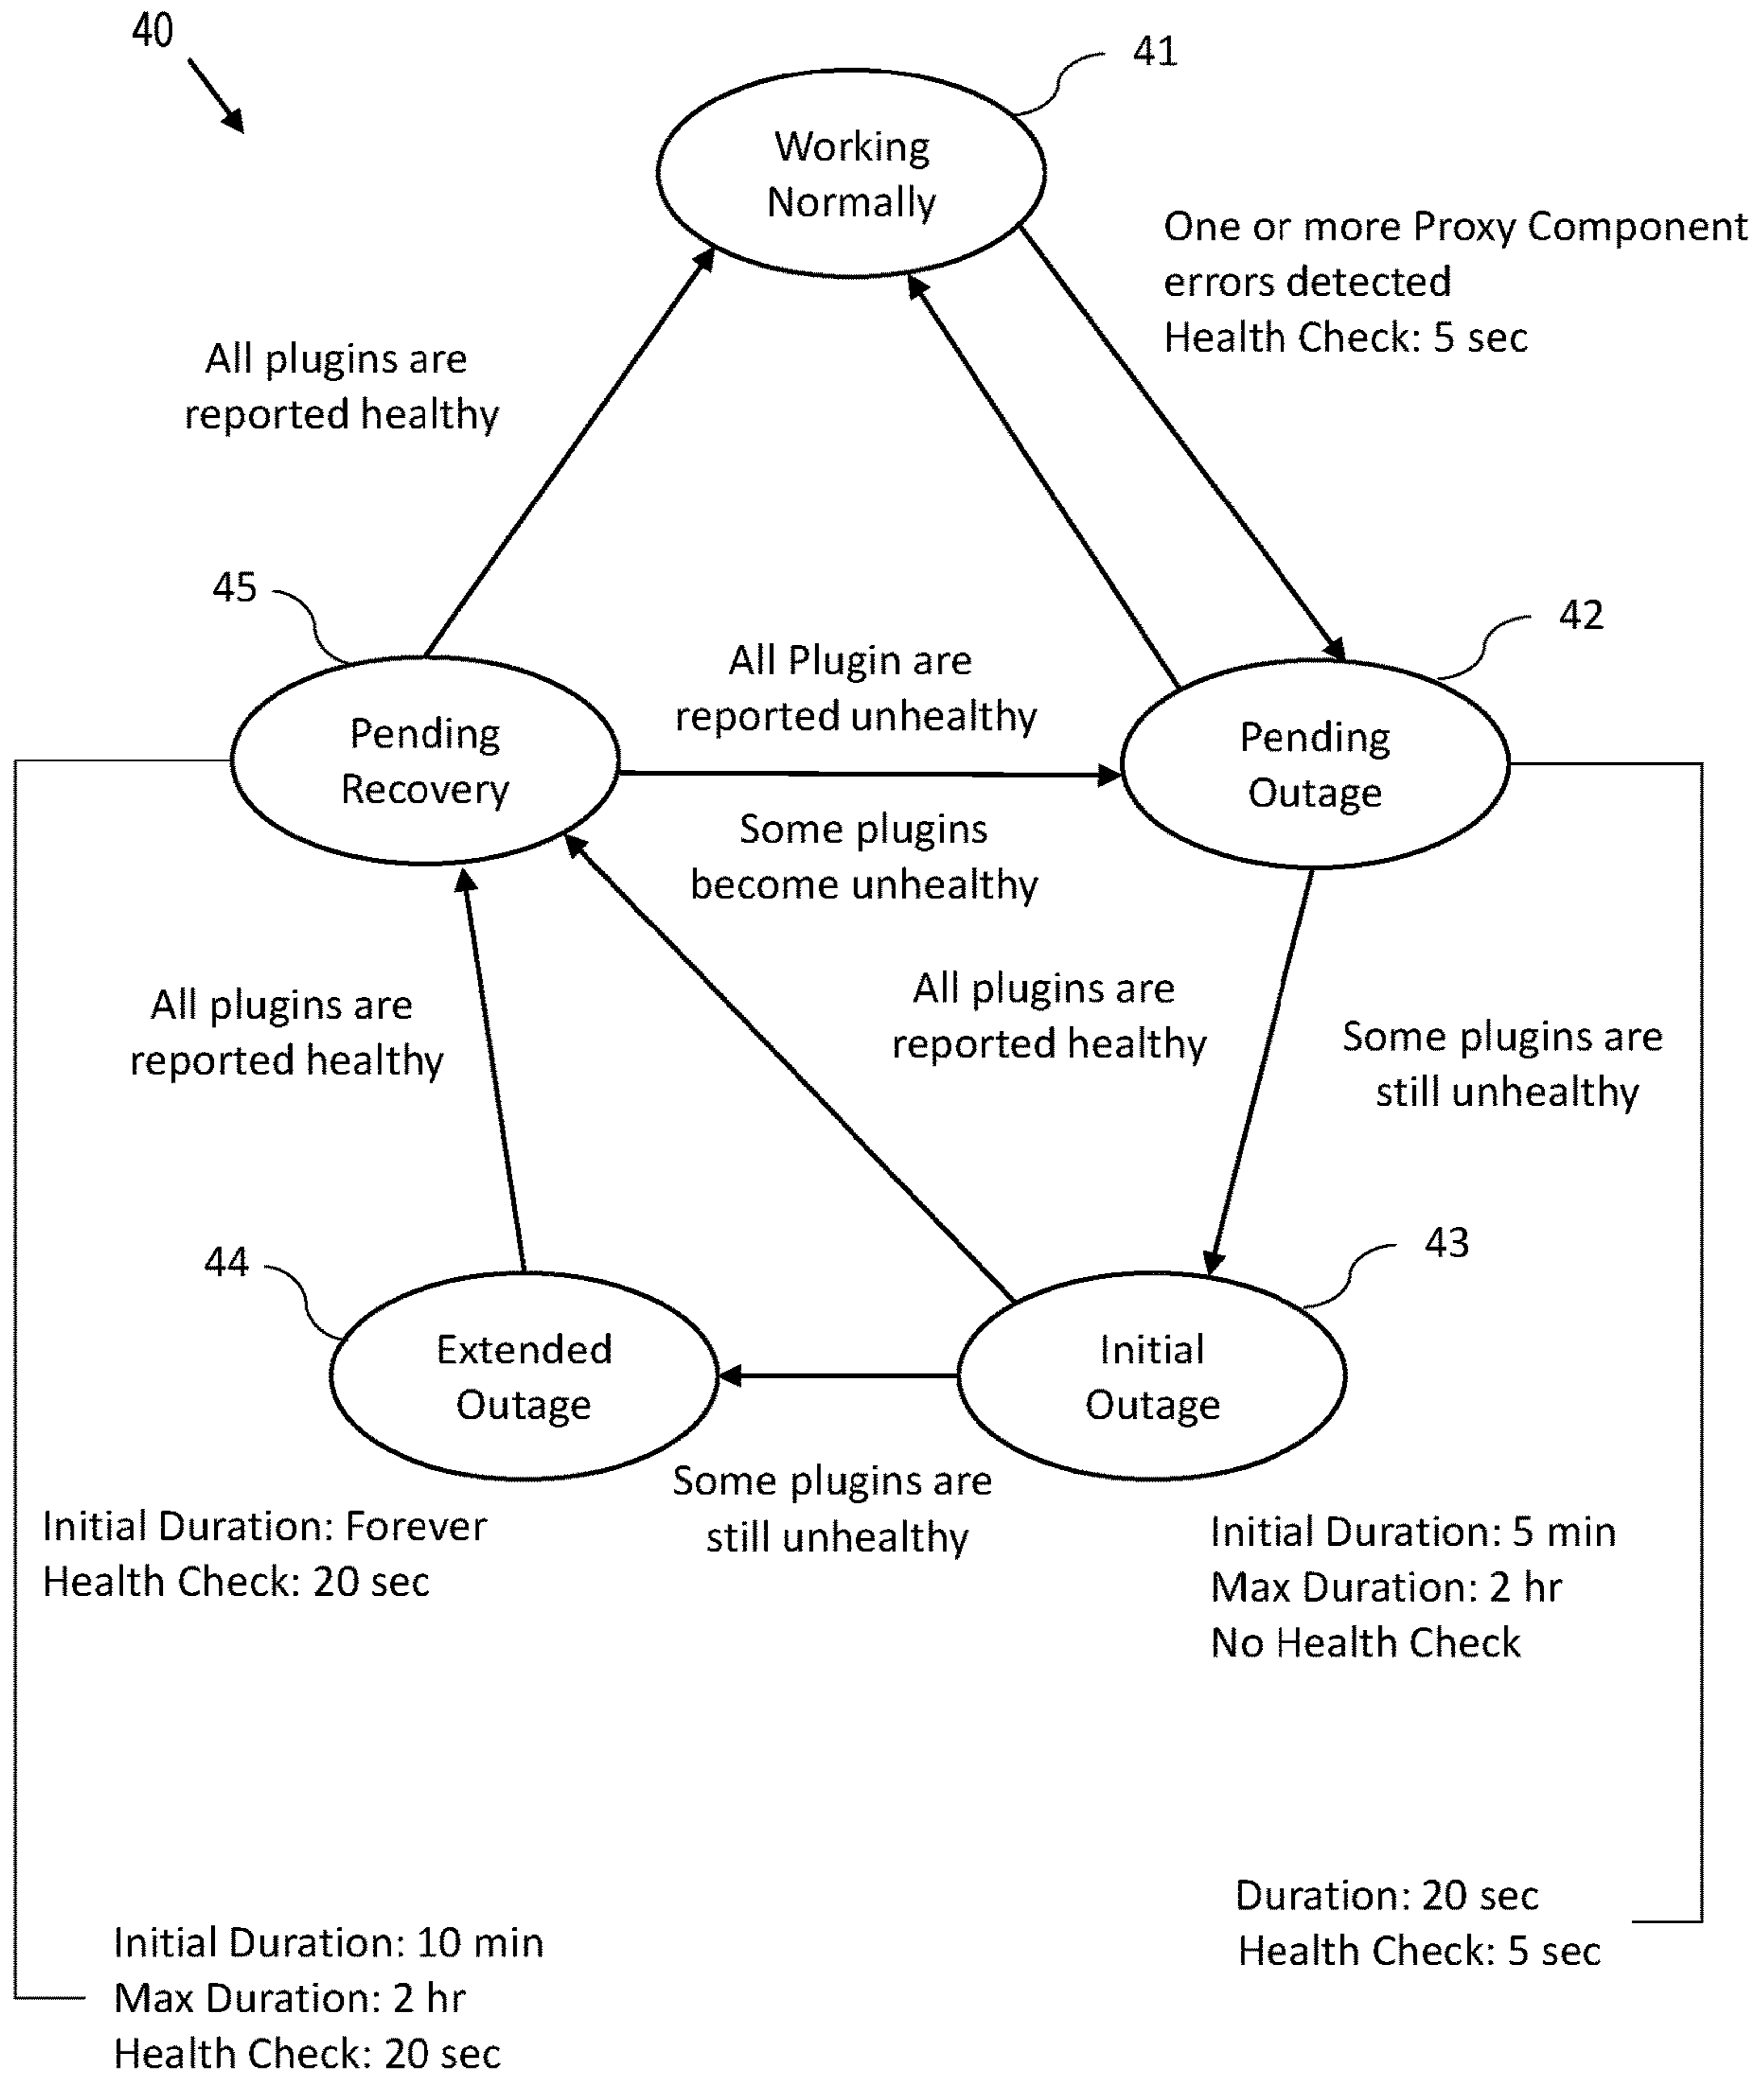 40
41
Working
Normally
One or more Proxy Component
errors detected
Health Check: 5 sec
All plugins are
reported healthy
45
42
All Plugin are
reported unhealthy
Pending
Recovery
Pending
Outage
Some plugins
become unhealthy
All plugins are
reported healthy
All plugins are
reported healthy
Some plugins are
still unhealthy
44
43
Extended
Outage
Initial
Outage
Some plugins are
still unhealthy
Initial Duration: Forever
Health Check: 20 sec
Initial Duration: 5 min
Max Duration: 2 hr
No Health Check
Duration: 20 sec
Health Check: 5 sec
Initial Duration: 10 min
Max Duration: 2 hr
Health Check: 20 sec